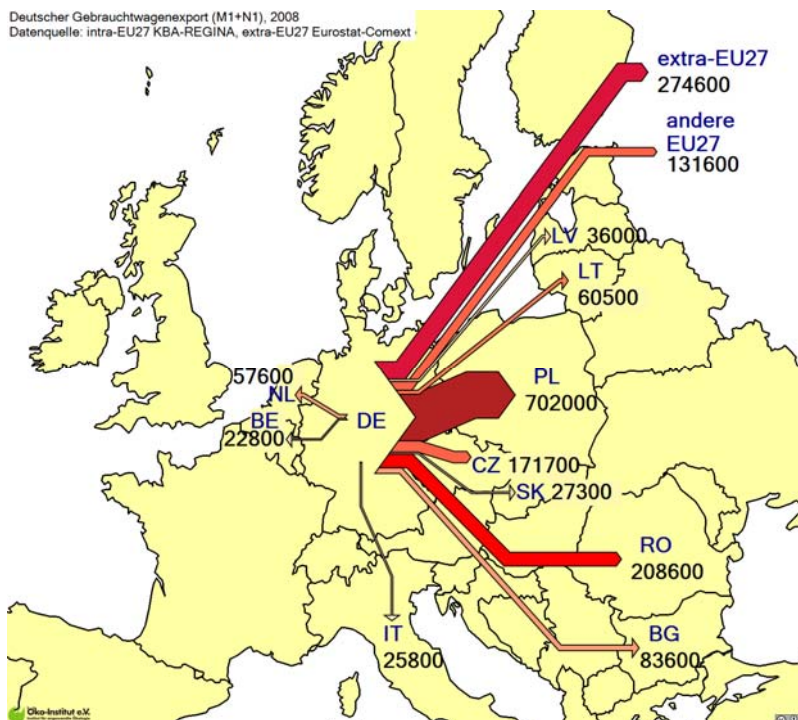 Deutscher Gebrauchtwagenexport (M1+N1), 2008
Datenquelle: intra-EU27 KBA-REGINA, extra-EU27 Eurostat-Comext
extra-EU27
274600
andere
EU27
131600
LV 36000
LT
60500
57600
NL
BE
22800
DE
PL
702000
CZ 171700
SK 27300
RO
208600
IT
25800
BG
83600
Öko-Institut e.V.